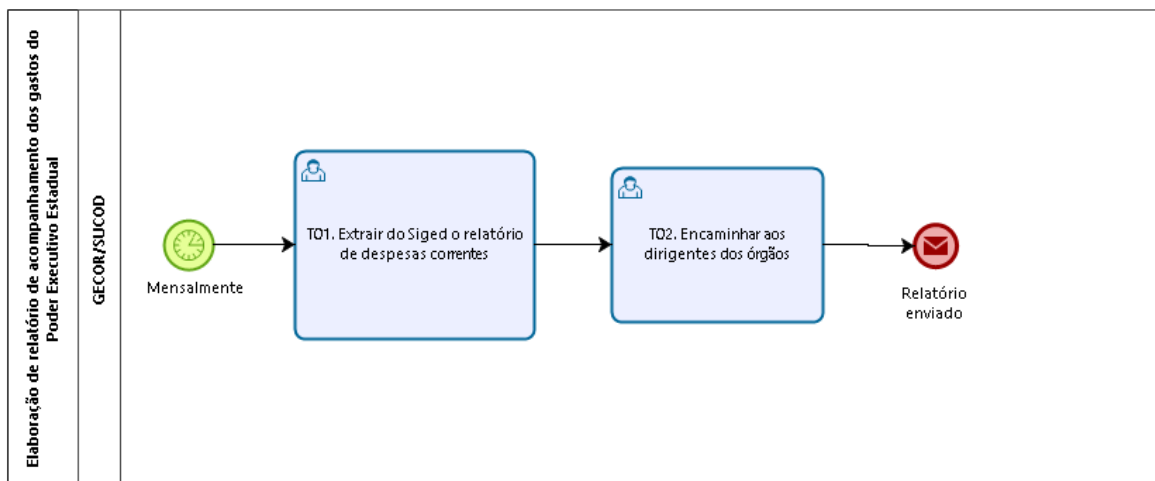 Elaboração de relatório de acompanhamento dos gastos do
Poder Executivo Estadual
GECOR/SUCOD
Mensalmente
T01. Extrair do Siged o relatório
de despesas correntes
T02. Encaminhar aos
dirigentes dos órgãos
Relatório
enviado